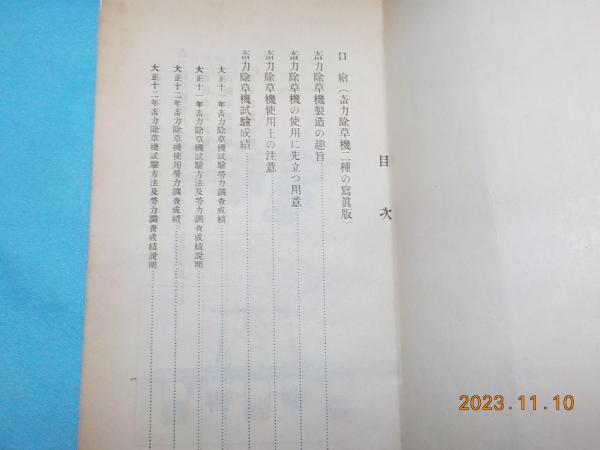 目次
口繪(畜力除草機二種の寫眞版)
畜力除草機製造の趣旨
畜力除草機の使用に先立つ用意
畜力除草機使用上の注意
畜力除草機試驗成績
大正十一年畜力除草機試驗勞力調査成績
大正十一年畜力除草機試驗方法及勞力調査成績說明
大正十二年畜力除草機使用勞力調査成績
大正十二年畜力除草機試驗方法及勞力調査成績說明
2023.11.10